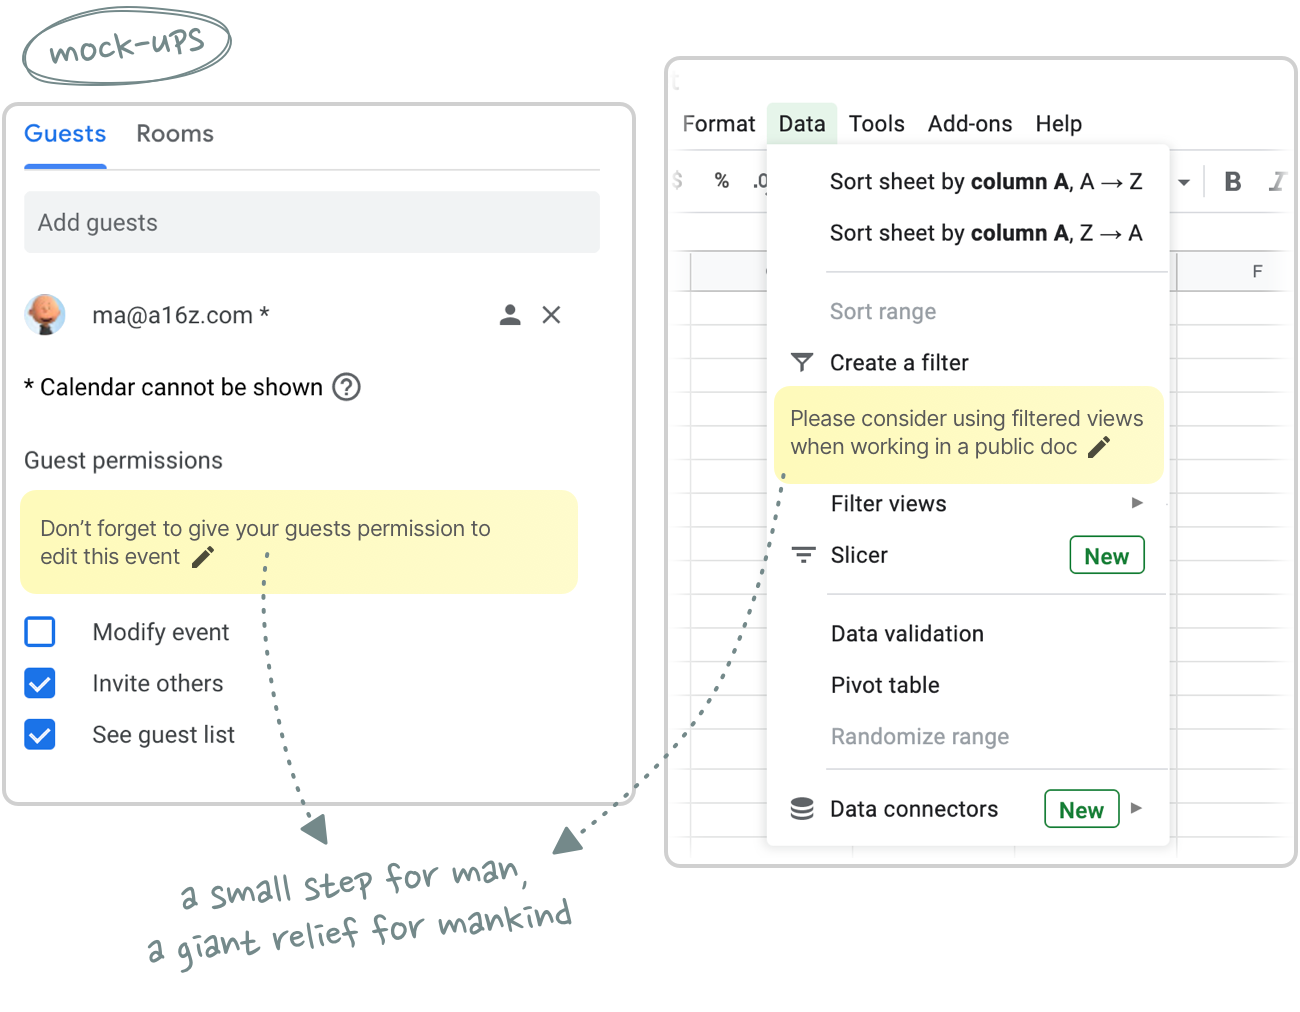 mock-ups
Guests Rooms
Add guests
ma@a16z.com *
* Calendar cannot be shown ?
Guest permissions
Don't forget to give your guests permission to
edit this event
Modify event
Invite others
See guest list
Format Data Tools Add-ons Help
$ % .0 B I
Sort sheet by column A, A → Z
Sort sheet by column A, Z → A
F
Sort range
Create a filter
Please consider using filtered views
when working in a public doc
Filter views
Slicer New
Data validation
Pivot table
Randomize range
Data connectors New
a small step for man,
a giant relief for mankind